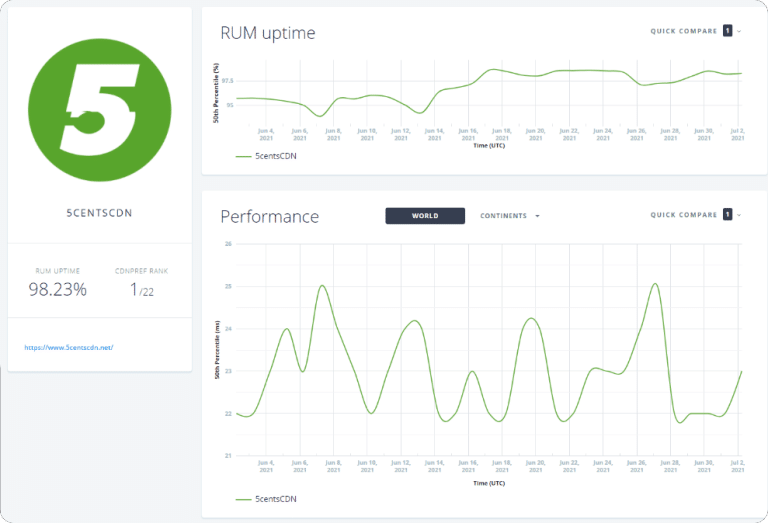 5
5CENTSCDN
RUM UPTIME
98.23%
CDNPREF RANK
1/22
https://www.5centscdn.net/
RUM uptime
QUICK COMPARE 1
50th Percentile (%)
97.5
95
Jun 4, 2021
Jun 6, 2021
Jun 8, 2021
Jun 10, 2021
Jun 12, 2021
Jun 14, 2021
Jun 16, 2021
Jun 18, 2021
Jun 20, 2021
Jun 22, 2021
Jun 24, 2021
Jun 26, 2021
Jun 28, 2021
Jun 30, 2021
Jul 2, 2021
Time (UTC)
5centsCDN
Performance
WORLD
CONTINENTS
QUICK COMPARE 1
50th Percentile (ms)
26
25
24
23
22
21
Jun 4, 2021
Jun 6, 2021
Jun 8, 2021
Jun 10, 2021
Jun 12, 2021
Jun 14, 2021
Jun 16, 2021
Jun 18, 2021
Jun 20, 2021
Jun 22, 2021
Jun 24, 2021
Jun 26, 2021
Jun 28, 2021
Jun 30, 2021
Jul 2, 2021
Time (UTC)
5centsCDN